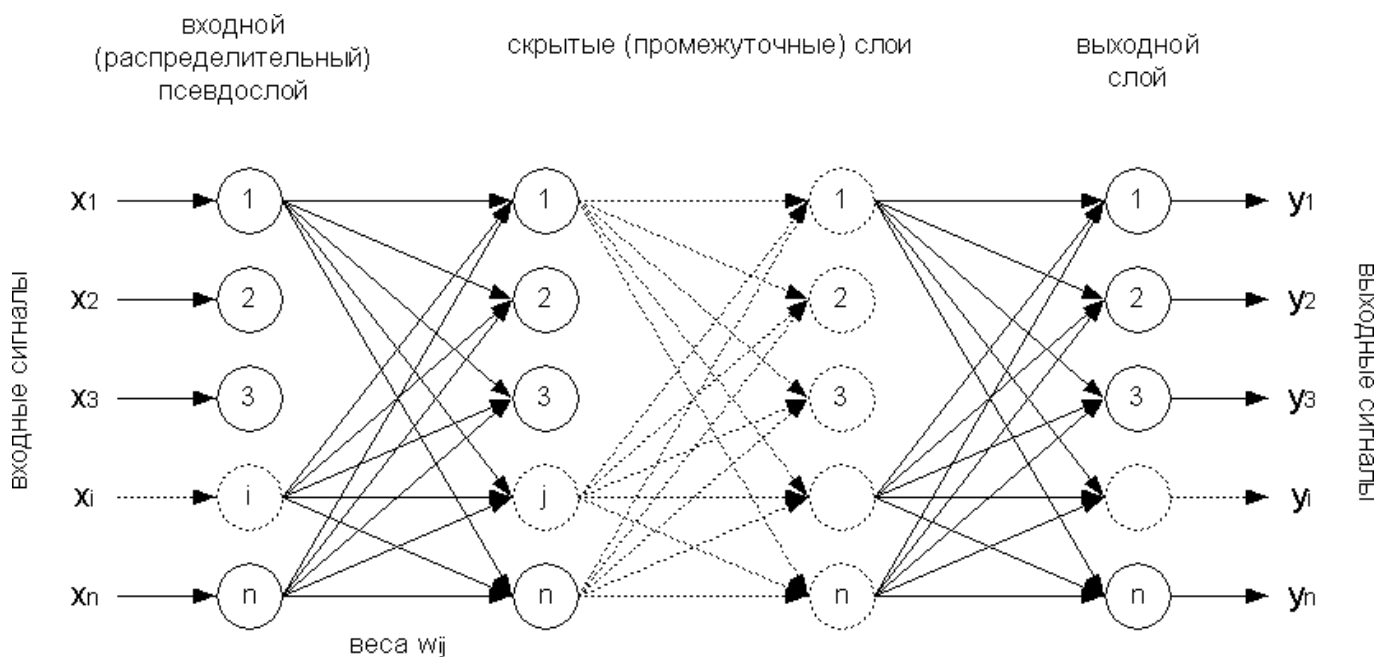 входной
(распределительный)
псевдослой
скрытые (промежуточные) слои
выходной
слой
входные сигналы
x1 1 1 1 1 y1
x2 2 2 2 2 y2
x3 3 3 3 3 y3
xi i j yi
xn n n n n yn
выходные сигналы
веса wij